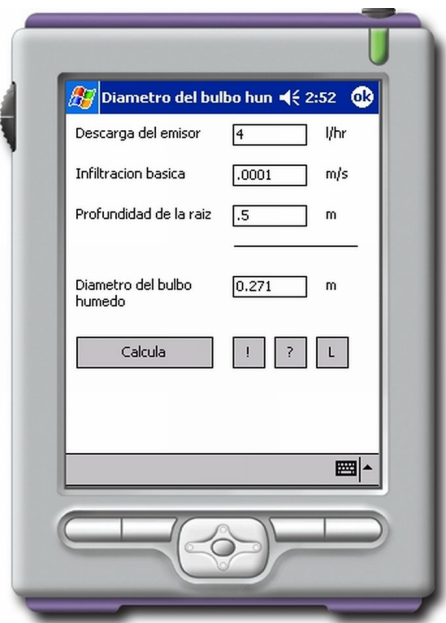 Diametro del bulbo hun 2:52 ok
Descarga del emisor 4 l/hr
Infiltracion basica .0001 m/s
Profundidad de la raiz .5 m
Diametro del bulbo 0.271 m
humedo
Calcula ! ? L